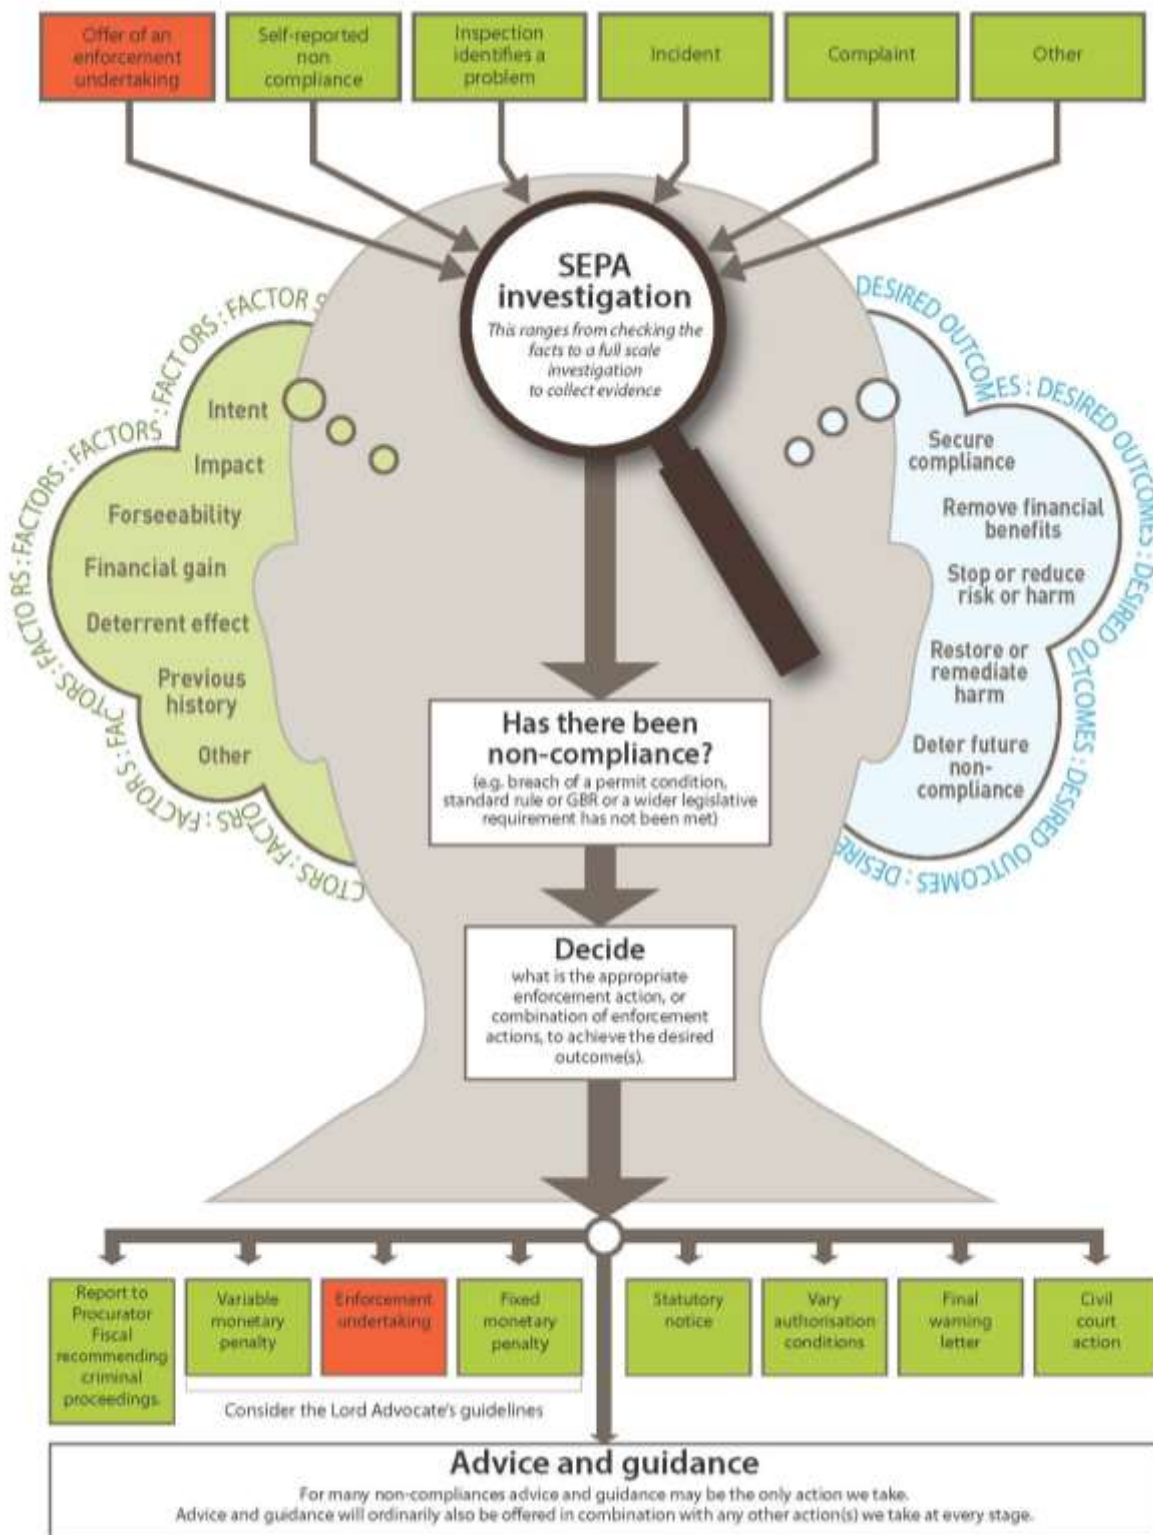 Offer of an
enforcement
undertaking
Self-reported
non
compliance
Inspection
identifies a
problem
Incident
Complaint
Other
SEPA
investigation
This ranges from checking the
facts to a full scale
investigation
to collect evidence
FACTORS : FACTORS : FACTORS : FACTORS : FACTORS : FACTORS : FACTORS : FACTOR S
Intent
Impact
Forseeability
Financial gain
Deterrent effect
Previous
history
Other
DESIRED OUTCOMES : DESIRED OUTCOMES : DESIRED OUTCOMES : DESIRED OUTCOMES : DESIRE
Secure
compliance
Remove financial
benefits
Stop or reduce
risk or harm
Restore or
remediate
harm
Deter future
non-
compliance
Has there been
non-compliance?
(e.g. breach of a permit condition,
standard rule or GBR or a wider legislative
requirement has not been met)
Decide
what is the appropriate
enforcement action, or
combination of enforcement
actions, to achieve the desired
outcome(s).
Report to
Procurator
Fiscal
recommending
criminal
proceedings.
Variable
monetary
penalty
Enforcement
undertaking
Fixed
monetary
penalty
Statutory
notice
Vary
authorisation
conditions
Final
warning
letter
Civil
court
action
Consider the Lord Advocate's guidelines
Advice and guidance
For many non-compliances advice and guidance may be the only action we take.
Advice and guidance will ordinarily also be offered in combination with any other action(s) we take at every stage.